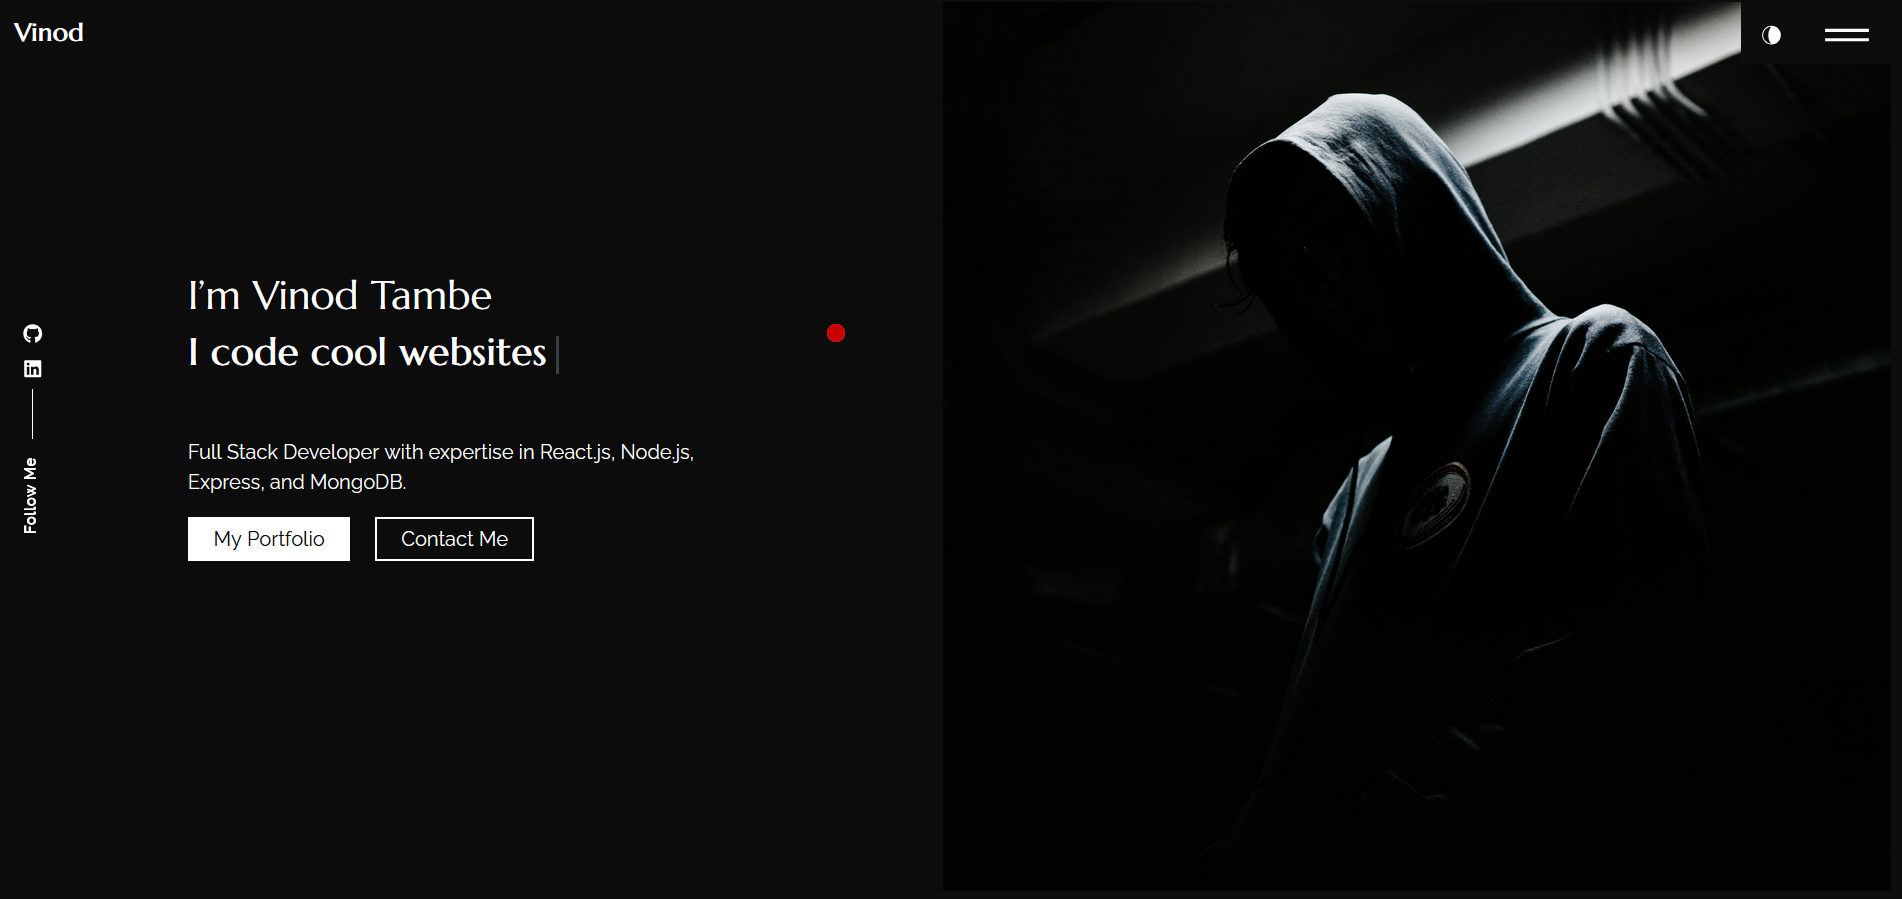 Vinod
I’m Vinod Tambe
I code cool websites
Full Stack Developer with expertise in React.js, Node.js,
Express, and MongoDB.
My Portfolio
Contact Me
Follow Me